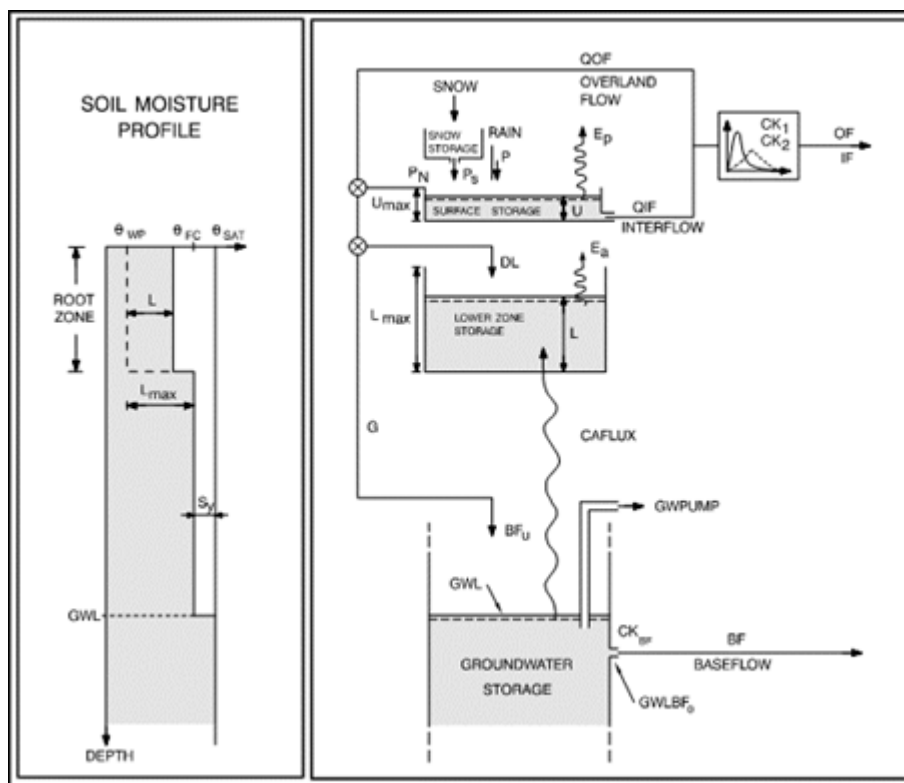 SOIL MOISTURE
PROFILE
θWP θFC θSAT
ROOT
ZONE
L
Lmax
Sy
GWL
DEPTH
QOF
OVERLAND
FLOW
SNOW
SNOW
STORAGE
RAIN
P
PS
PN
Ep
CK1
CK2
OF
IF
Umax
SURFACE STORAGE
U
QIF
INTERFLOW
DL
Ea
Lmax
LOWER ZONE
STORAGE
L
G
CAFLUX
GWPUMP
BFU
GWL
CKBF
BF
BASEFLOW
GROUNDWATER
STORAGE
GWLBF0